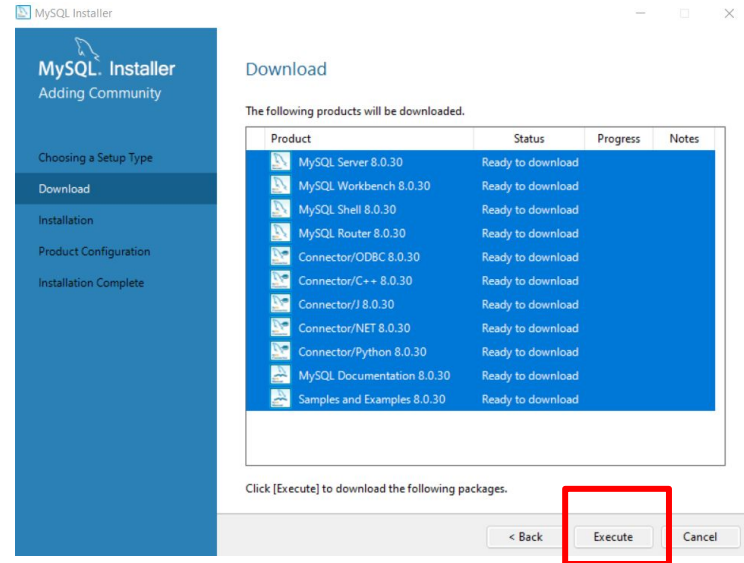 MySQL Installer
MySQL. Installer
Adding Community
Choosing a Setup Type
Download
Installation
Product Configuration
Installation Complete
Download
The following products will be downloaded.
Product Status Progress Notes
MySQL Server 8.0.30 Ready to download
MySQL Workbench 8.0.30 Ready to download
MySQL Shell 8.0.30 Ready to download
MySQL Router 8.0.30 Ready to download
Connector/ODBC 8.0.30 Ready to download
Connector/C++ 8.0.30 Ready to download
Connector/J 8.0.30 Ready to download
Connector/NET 8.0.30 Ready to download
Connector/Python 8.0.30 Ready to download
MySQL Documentation 8.0.30 Ready to download
Samples and Examples 8.0.30 Ready to download
Click [Execute] to download the following packages.
< Back Execute Cancel